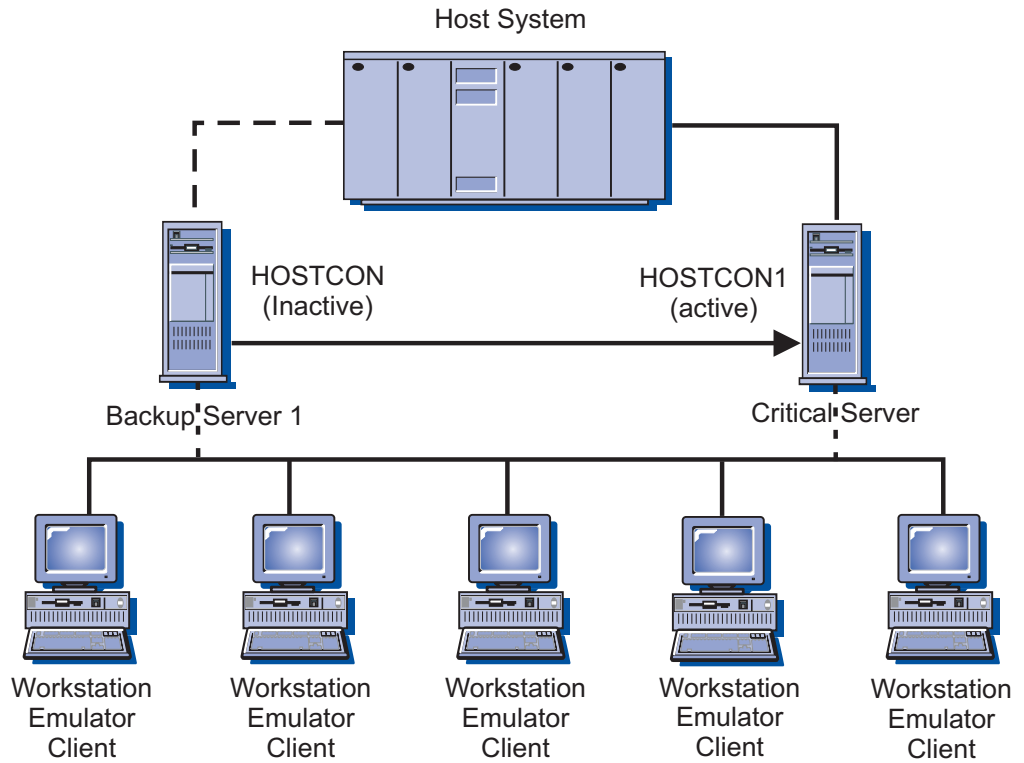 Host System
HOSTCON
(Inactive)
HOSTCON1
(active)
Backup Server 1
Critical Server
Workstation
Emulator
Client
Workstation
Emulator
Client
Workstation
Emulator
Client
Workstation
Emulator
Client
Workstation
Emulator
Client